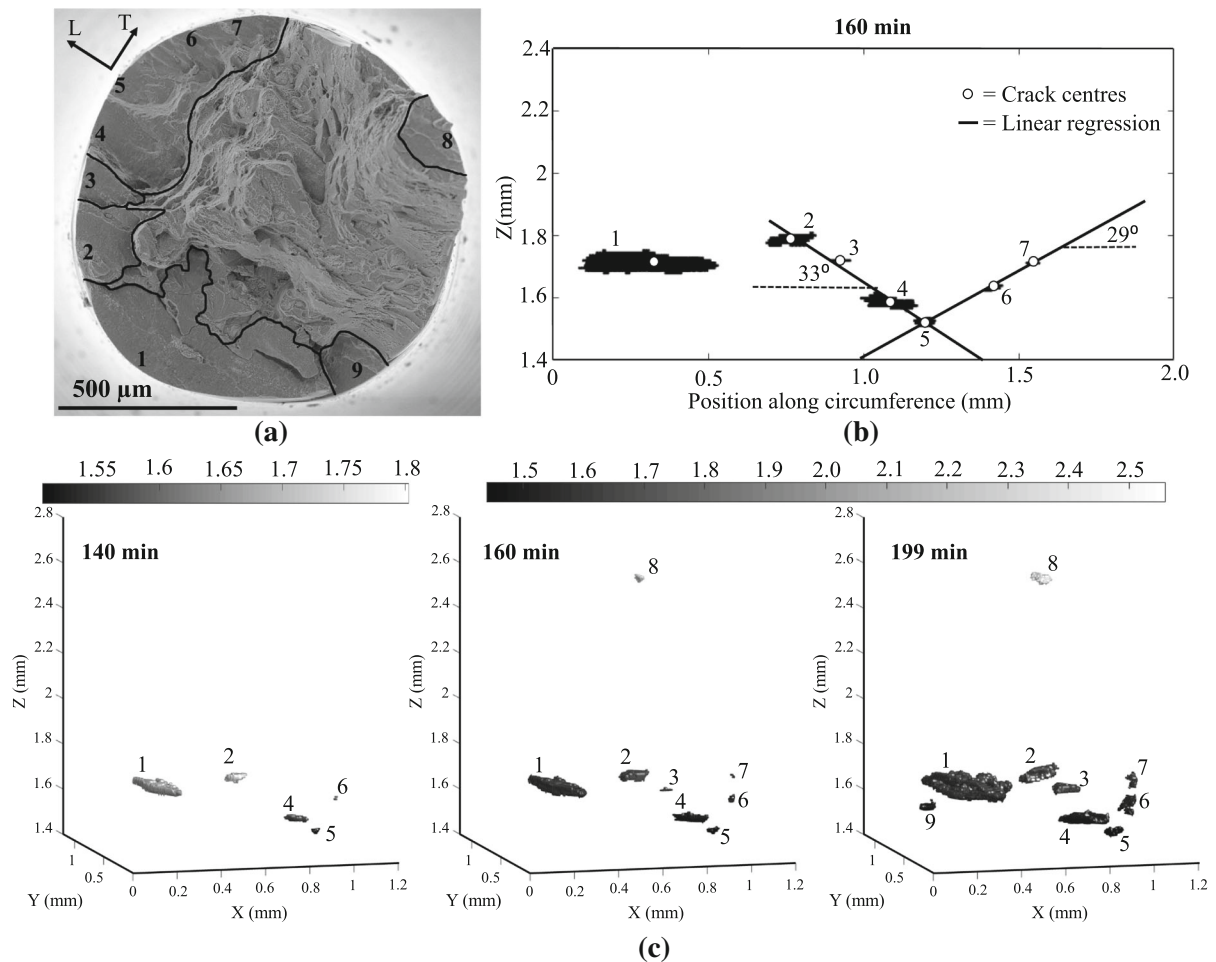 L T
7
6
5
4
3
2
1
8
9
500 µm
(a)
160 min
2.4
2.2
2
1.8
1.6
1.4
Z(mm)
= Crack centres
= Linear regression
1
2
3
4
5
6
7
33o
29o
0 0.5 1.0 1.5 2.0
Position along circumference (mm)
(b)
1.55 1.6 1.65 1.7 1.75 1.8
1.5 1.6 1.7 1.8 1.9 2.0 2.1 2.2 2.3 2.4 2.5
140 min
2.8
2.6
2.4
2.2
2
1.8
1.6
1.4
Z (mm)
1
2
4
5
6
1
0.5
Y (mm)
0 0.2 0.4 0.6 0.8 1.0 1.2
X (mm)
160 min
2.8
2.6
2.4
2.2
2
1.8
1.6
1.4
Z (mm)
8
1
2
3
4
5
6
7
1
0.5
Y (mm)
0 0.2 0.4 0.6 0.8 1.0 1.2
X (mm)
199 min
2.8
2.6
2.4
2.2
2
1.8
1.6
1.4
Z (mm)
8
1
2
3
4
5
6
7
9
1
0.5
Y (mm)
0 0.2 0.4 0.6 0.8 1.0 1.2
X (mm)
(c)